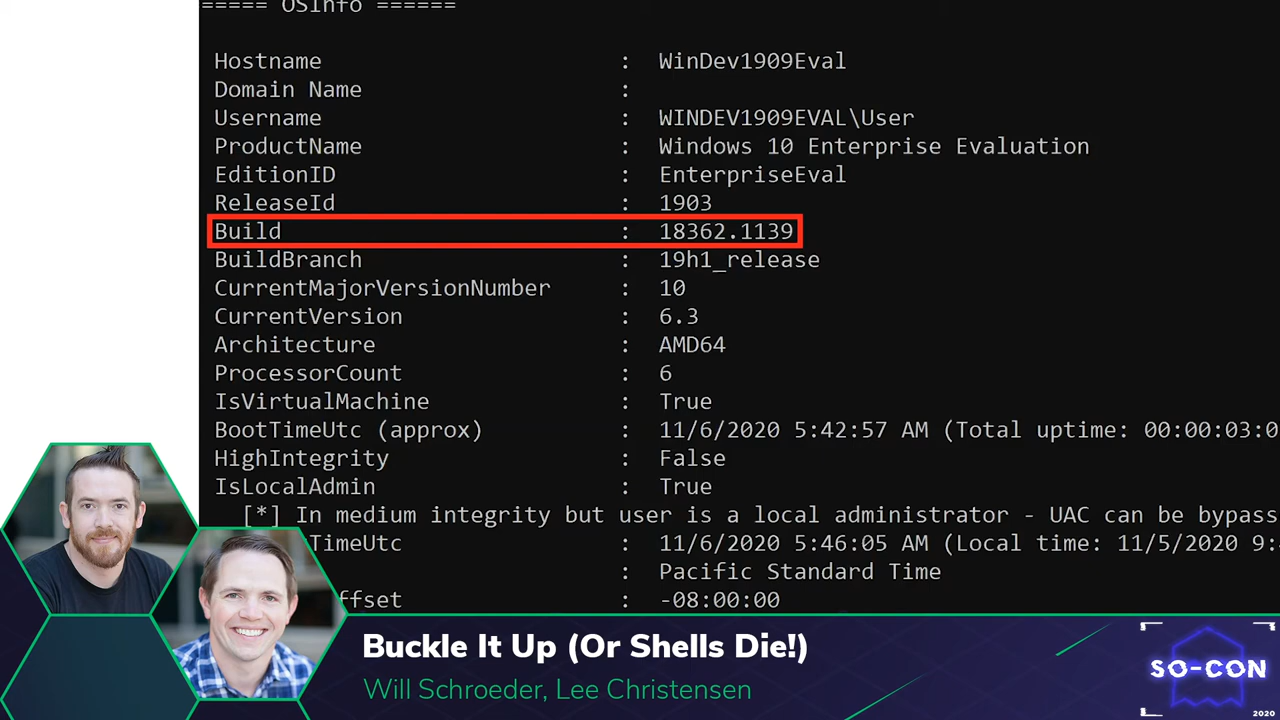 ===== OSInfo ======
Hostname : WinDev1909Eval
Domain Name :
Username : WINDEV1909EVAL\User
ProductName : Windows 10 Enterprise Evaluation
EditionID : EnterpriseEval
ReleaseId : 1903
Build : 18362.1139
BuildBranch : 19h1_release
CurrentMajorVersionNumber : 10
CurrentVersion : 6.3
Architecture : AMD64
ProcessorCount : 6
IsVirtualMachine : True
BootTimeUtc (approx) : 11/6/2020 5:42:57 AM (Total uptime: 00:00:03:0
HighIntegrity : False
IsLocalAdmin : True
[*] In medium integrity but user is a local administrator - UAC can be bypass
TimeUtc : 11/6/2020 5:46:05 AM (Local time: 11/5/2020 9:
: Pacific Standard Time
ffset : -08:00:00
Buckle It Up (Or Shells Die!)
Will Schroeder, Lee Christensen
SO-CON
2020